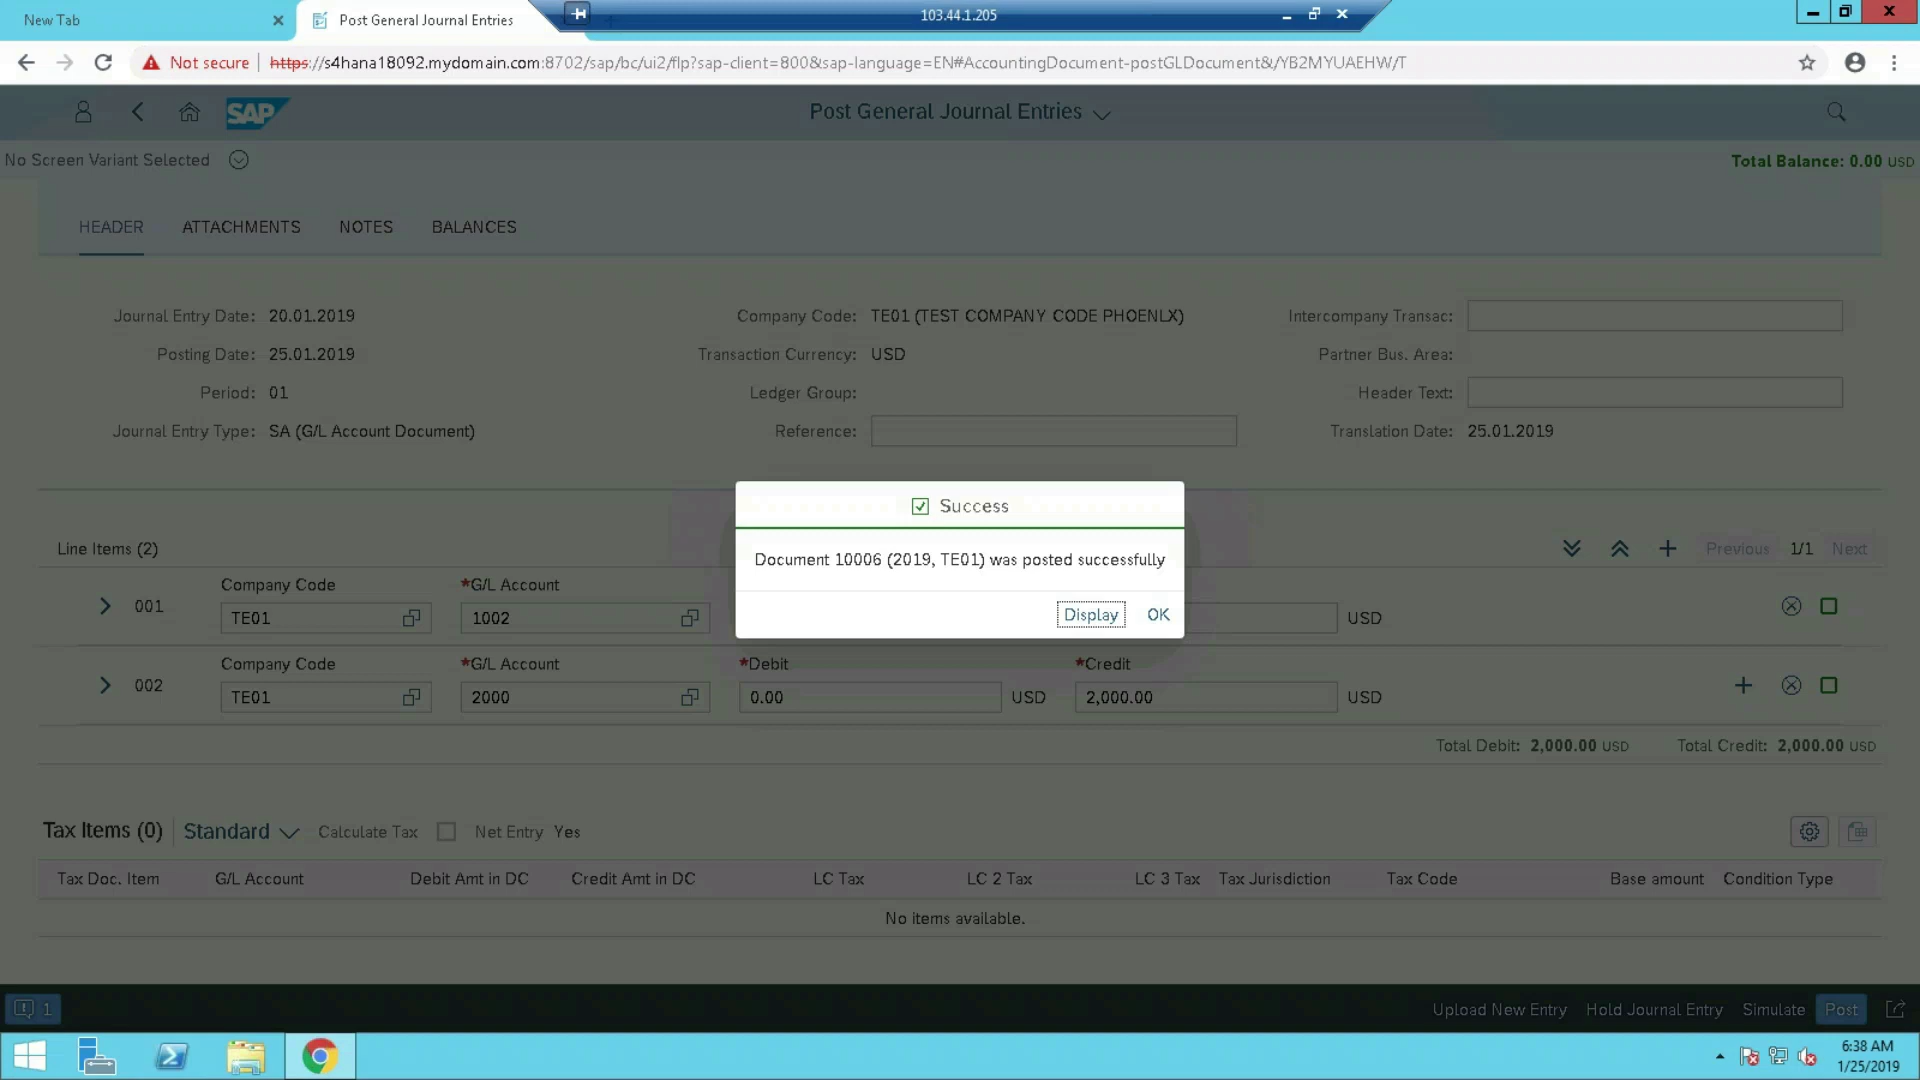 New Tab
Post General Journal Entries
103.44.1.205
Not secure | https://s4hana18092.mydomain.com:8702/sap/bc/ui2/flp?sap-client=800&sap-language=EN#AccountingDocument-postGLDocument&/YB2MYUAEHW/T
SAP
Post General Journal Entries
No Screen Variant Selected
Total Balance: 0.00 USD
HEADER ATTACHMENTS NOTES BALANCES
Journal Entry Date: 20.01.2019 Company Code: TE01 (TEST COMPANY CODE PHOENLX) Intercompany Transac:
Posting Date: 25.01.2019 Transaction Currency: USD Partner Bus. Area:
Period: 01 Ledger Group: Header Text:
Journal Entry Type: SA (G/L Account Document) Reference: Translation Date: 25.01.2019
Success
Document 10006 (2019, TE01) was posted successfully
Display OK
Line Items (2) Previous 1/1 Next
Company Code *G/L Account
001 TE01 1002 USD
Company Code *G/L Account *Debit *Credit
002 TE01 2000 0.00 USD 2,000.00 USD
Total Debit: 2,000.00 USD Total Credit: 2,000.00 USD
Tax Items (0) Standard Calculate Tax Net Entry Yes
Tax Doc. Item G/L Account Debit Amt in DC Credit Amt in DC LC Tax LC 2 Tax LC 3 Tax Tax Jurisdiction Tax Code Base amount Condition Type
No items available.
1 Upload New Entry Hold Journal Entry Simulate Post
6:38 AM
1/25/2019